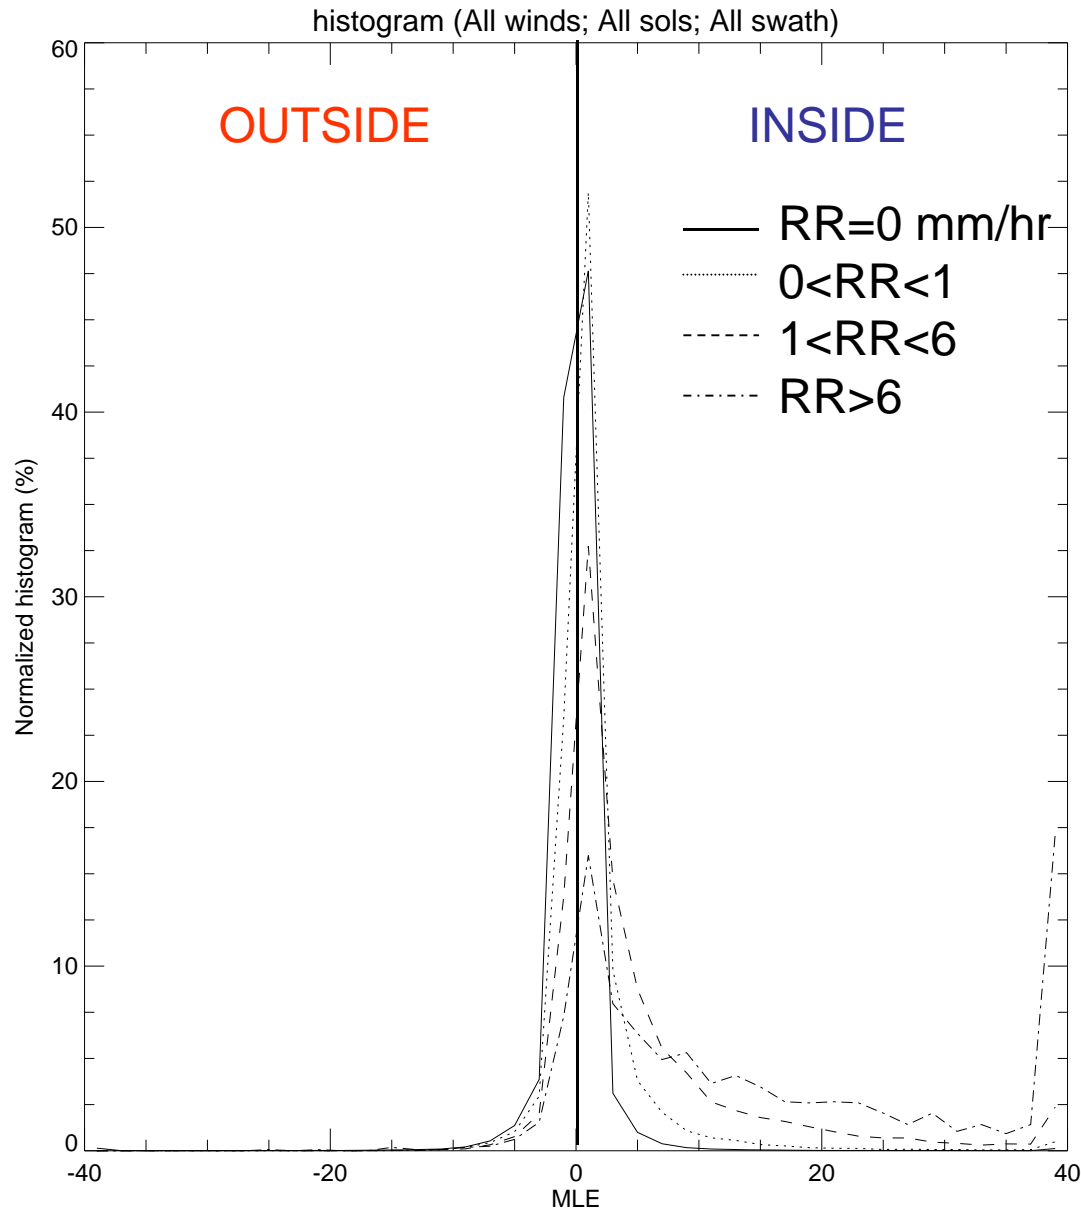 histogram (All winds; All sols; All swath)
60
OUTSIDE
INSIDE
50
RR=0 mm/hr
0<RR<1
1<RR<6
RR>6
40
30
20
10
0
Normalized histogram (%)
-40
-20
0
20
40
MLE